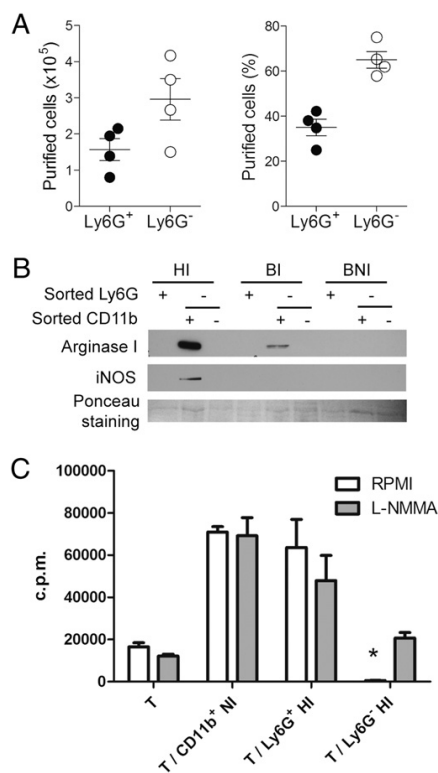 A
Purified cells (x10⁵)
5
4
3
2
1
0
Ly6G⁺ Ly6G⁻
Purified cells (%)
80
60
40
20
0
Ly6G⁺ Ly6G⁻
B
HI BI BNI
Sorted Ly6G + - + - + -
Sorted CD11b + - + - + -
Arginase I
iNOS
Ponceau
staining
C
c.p.m.
100000
80000
60000
40000
20000
0
RPMI
L-NMMA
*
T
T / CD11b⁺ NI
T / Ly6G⁺ HI
T / Ly6G⁻ HI